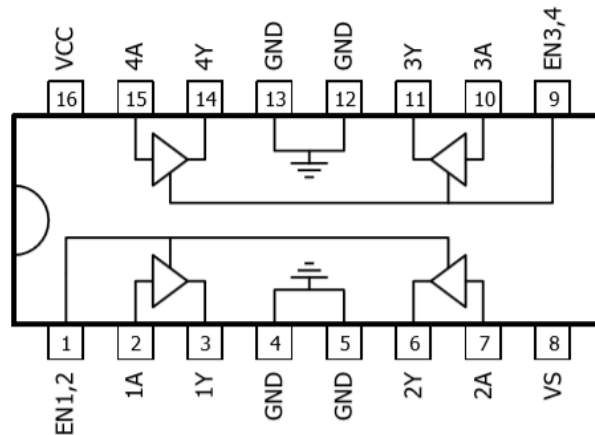 VCC 4A 4Y GND GND 3Y 3A EN3,4
16 15 14 13 12 11 10 9
1 2 3 4 5 6 7 8
EN1,2 1A 1Y GND GND 2Y 2A VS